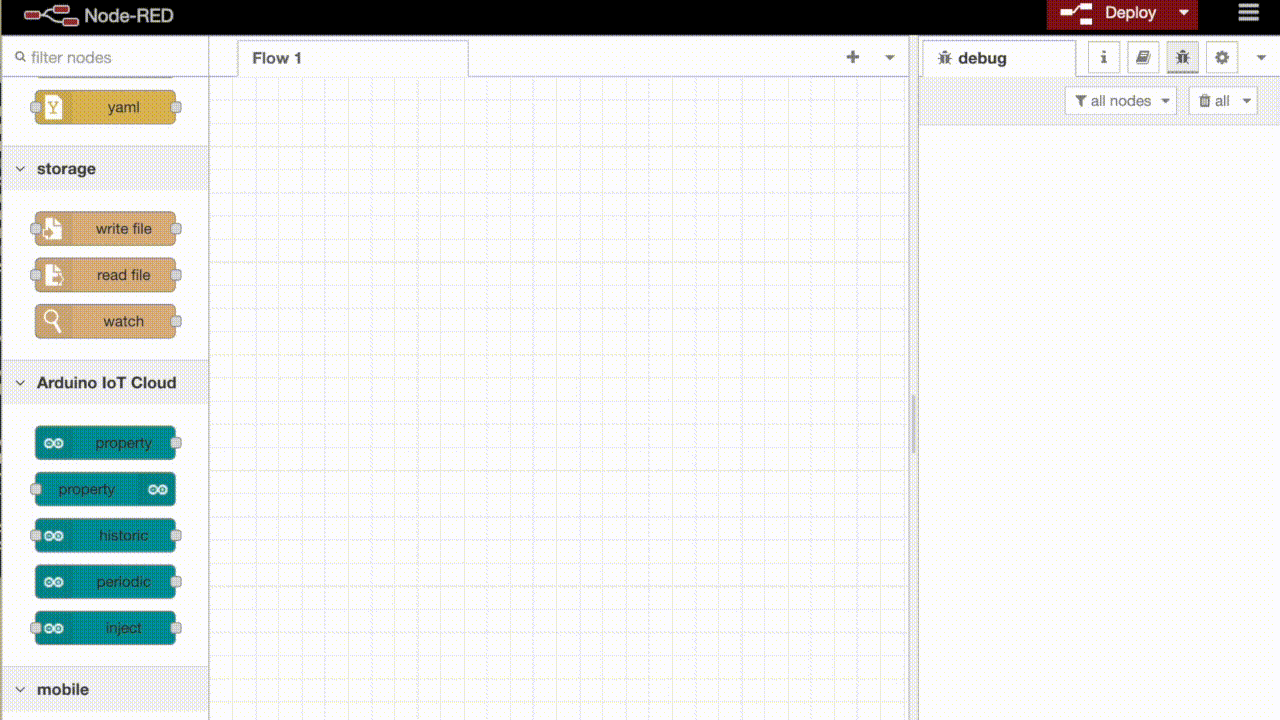 Node-RED
Deploy
filter nodes
Flow 1
debug
i
all nodes
all
Y
yaml
storage
write file
read file
watch
Arduino IoT Cloud
property
property
historic
periodic
inject
mobile